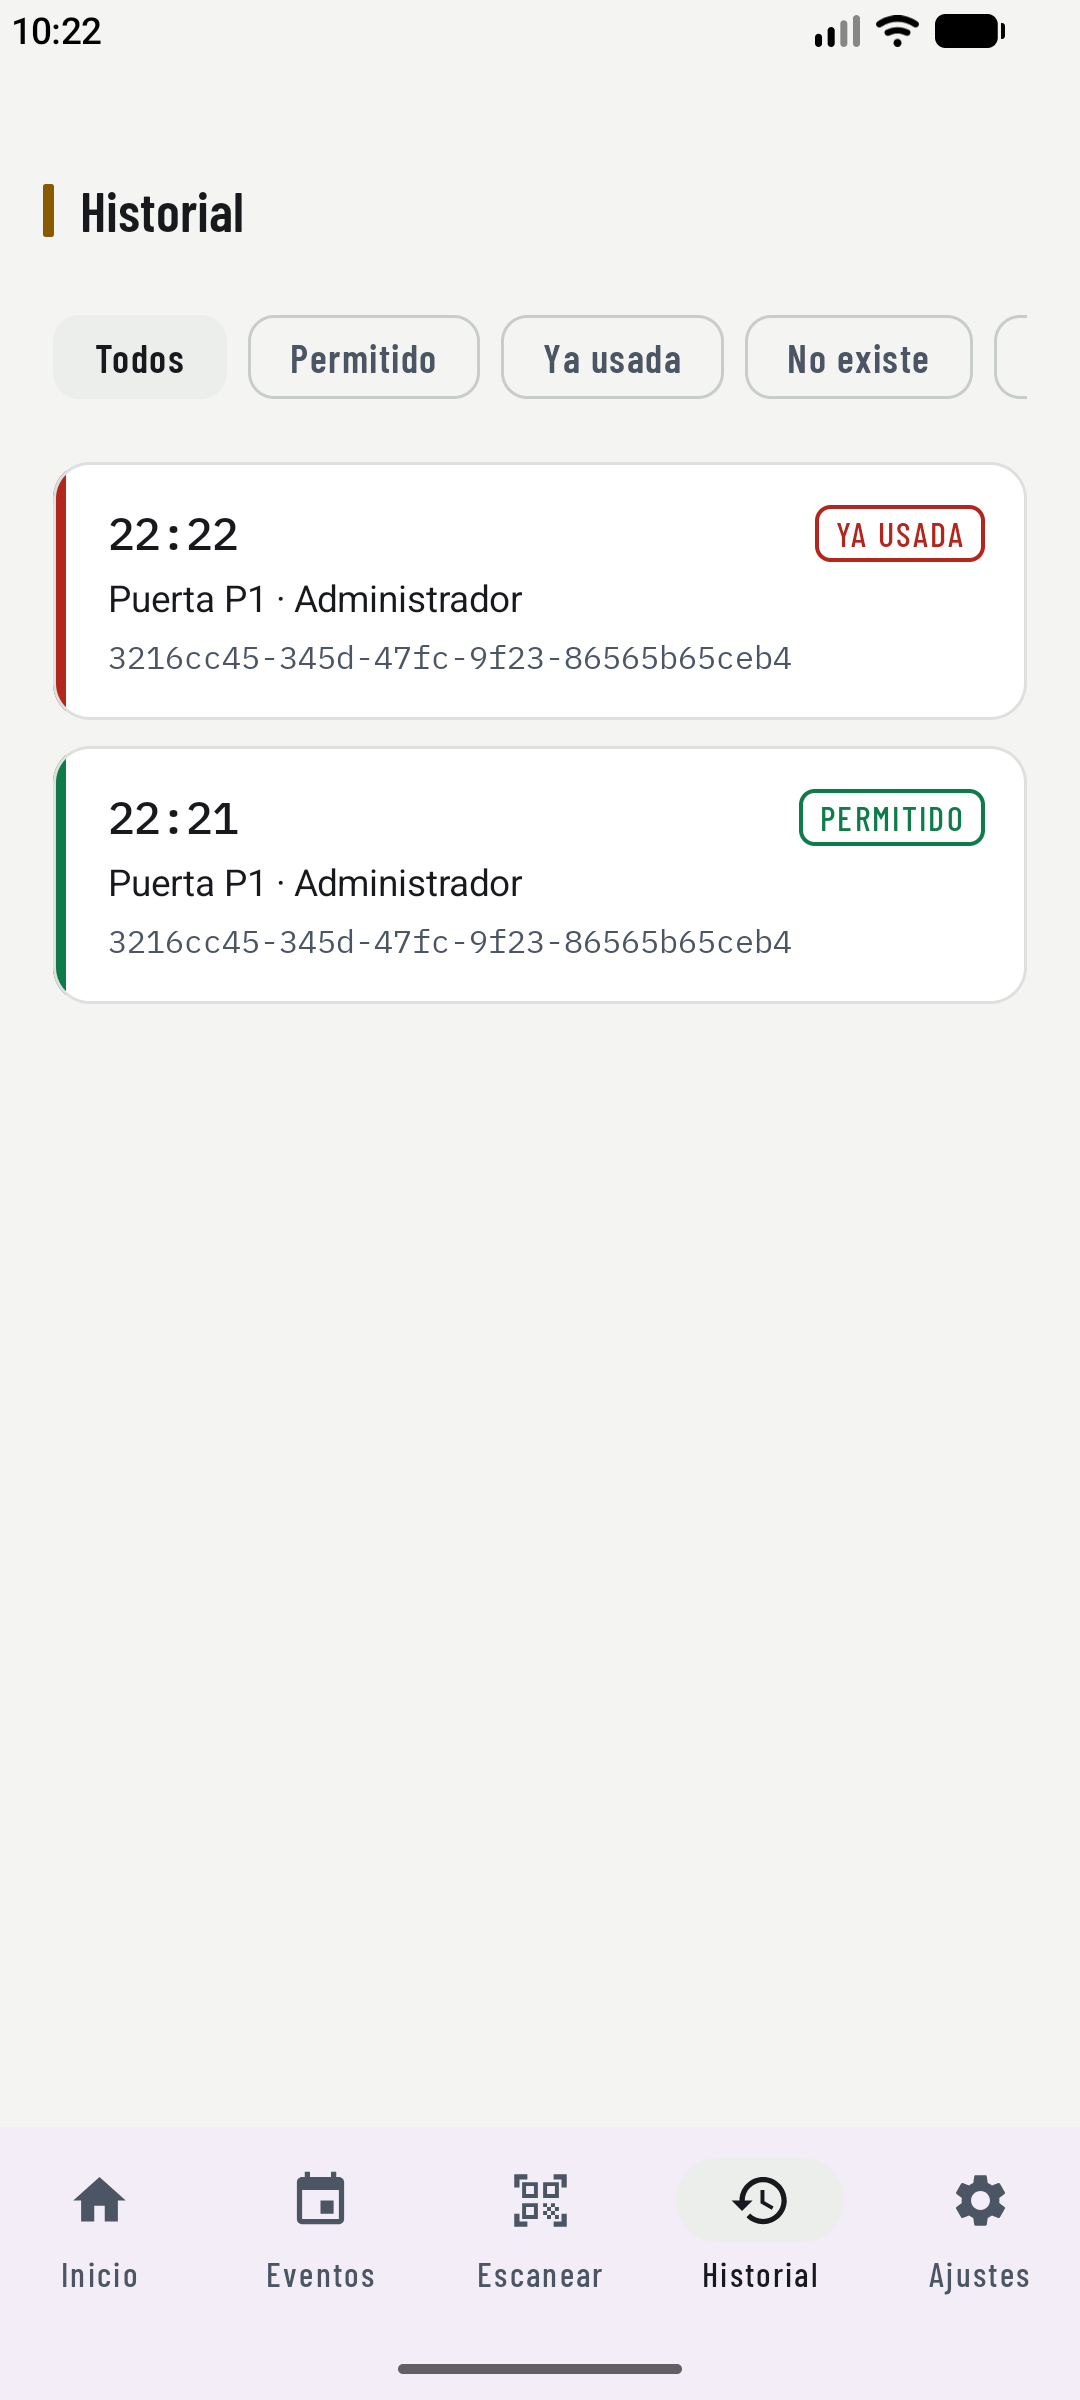 10:22
Historial
Todos
Permitido
Ya usada
No existe
22:22
YA USADA
Puerta P1 · Administrador
3216cc45-345d-47fc-9f23-86565b65ceb4
22:21
PERMITIDO
Puerta P1 · Administrador
3216cc45-345d-47fc-9f23-86565b65ceb4
Inicio
Eventos
Escanear
Historial
Ajustes